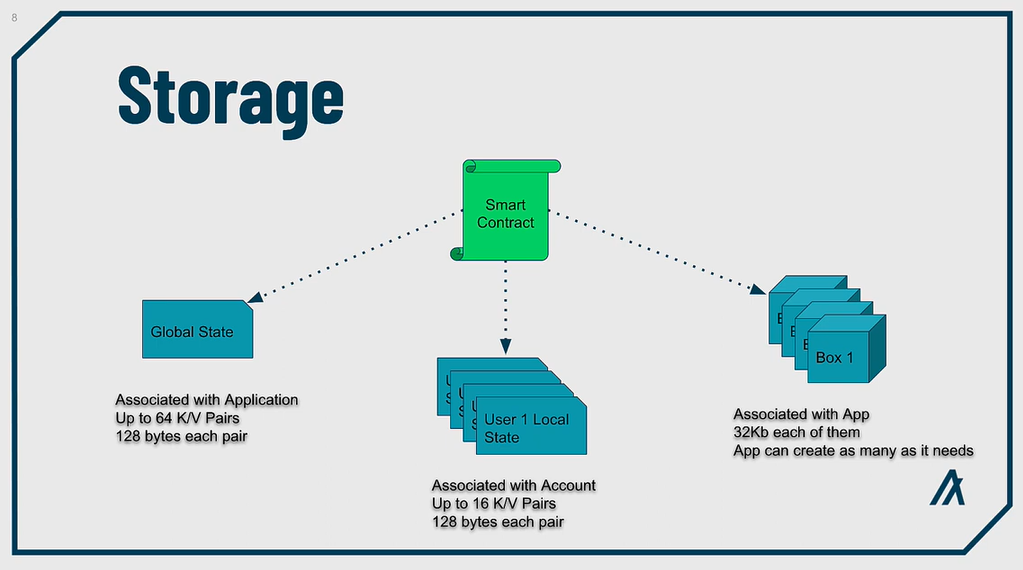 8
Storage
Smart
Contract
Global State
Associated with Application
Up to 64 K/V Pairs
128 bytes each pair
User 1 Local
State
Associated with Account
Up to 16 K/V Pairs
128 bytes each pair
Box 1
Associated with App
32Kb each of them
App can create as many as it needs